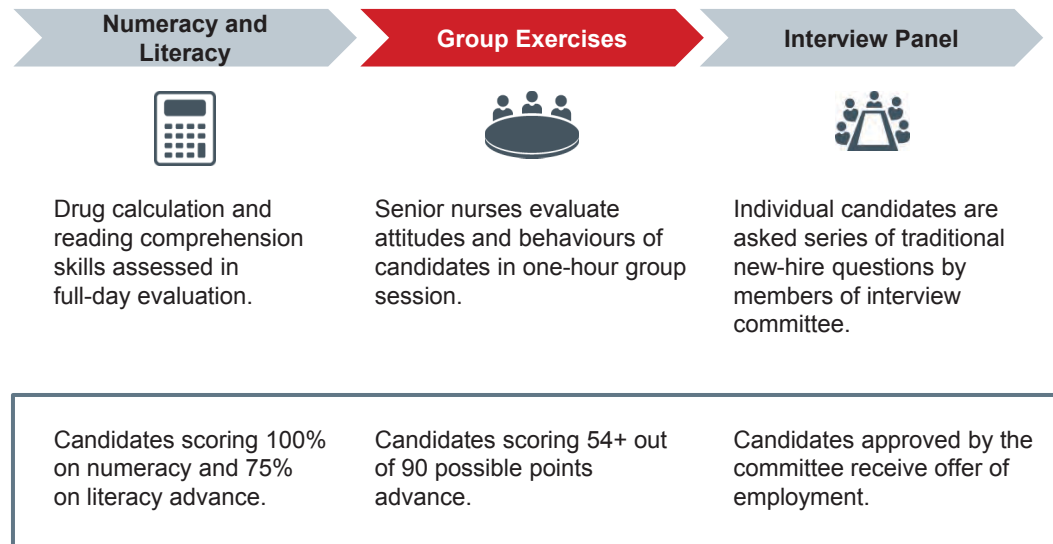 Numeracy and
Literacy
Group Exercises
Interview Panel
Drug calculation and
reading comprehension
skills assessed in
full-day evaluation.
Senior nurses evaluate
attitudes and behaviours of
candidates in one-hour group
session.
Individual candidates are
asked series of traditional
new-hire questions by
members of interview
committee.
Candidates scoring 100%
on numeracy and 75%
on literacy advance.
Candidates scoring 54+ out
of 90 possible points
advance.
Candidates approved by the
committee receive offer of
employment.